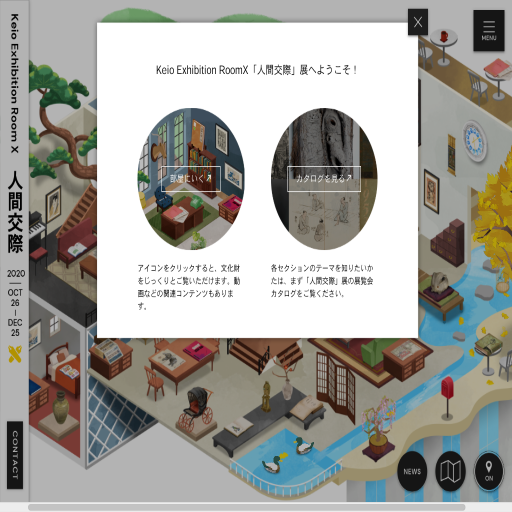 Keio Exhibition Room X
人間交際
2020
OCT
26
DEC
25
CONTACT
Keio Exhibition RoomX「人間交際」展へようこそ！
部屋にいく
カタログを見る
アイコンをクリックすると、文化財
をじっくりとご覧いただけます。動
画などの関連コンテンツもありま
す。
各セクションのテーマを知りたいか
たは、まず「人間交際」展の展覧会
カタログをご覧ください。
MENU
NEWS
ON